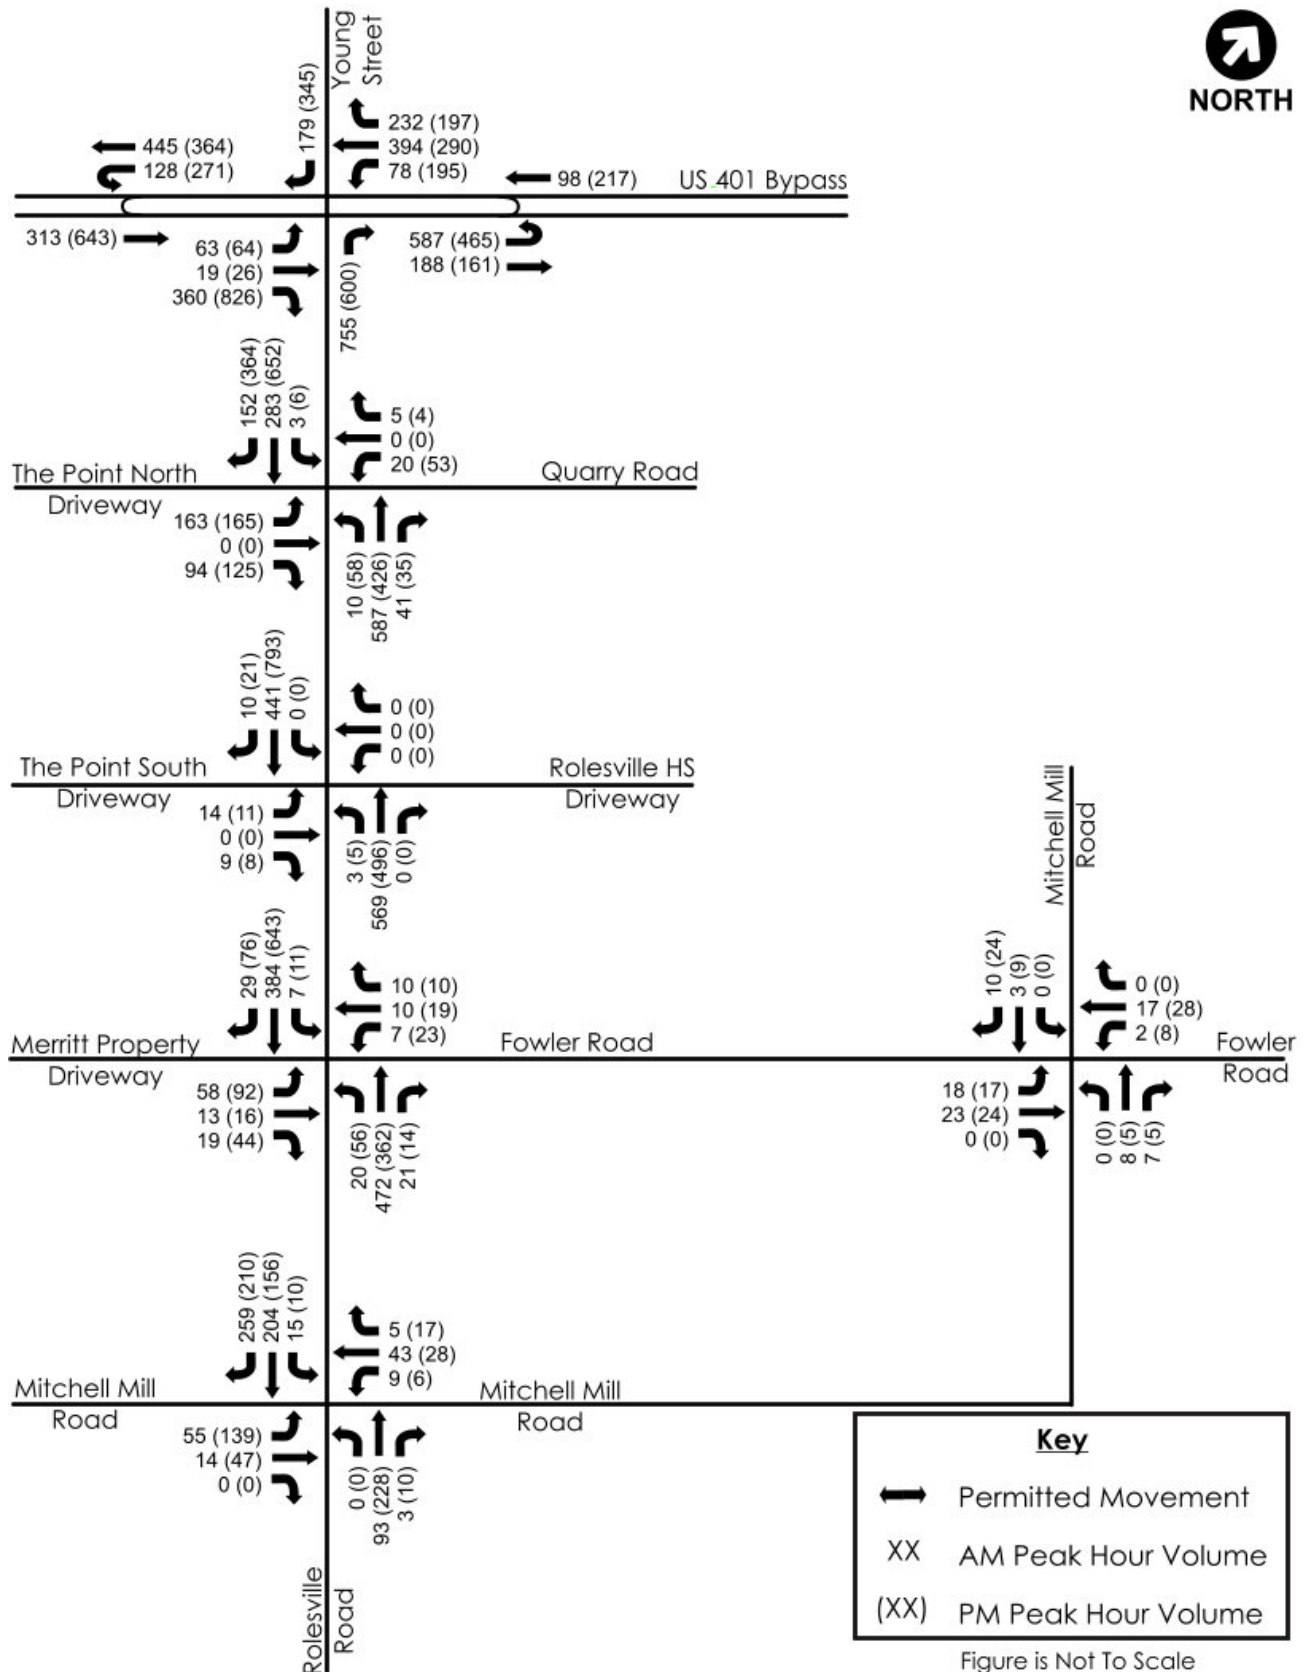 Young
Street
NORTH
179 (345)
232 (197)
394 (290)
78 (195)
445 (364)
128 (271)
98 (217)
US 401 Bypass
313 (643)
63 (64)
19 (26)
360 (826)
755 (600)
587 (465)
188 (161)
152 (364)
283 (652)
3 (6)
5 (4)
0 (0)
20 (53)
The Point North
Driveway
Quarry Road
163 (165)
0 (0)
94 (125)
10 (58)
587 (426)
41 (35)
10 (21)
441 (793)
0 (0)
0 (0)
0 (0)
0 (0)
The Point South
Driveway
Rolesville HS
Driveway
14 (11)
0 (0)
9 (8)
3 (5)
569 (496)
0 (0)
Mitchell Mill
Road
29 (76)
384 (643)
7 (11)
10 (10)
10 (19)
7 (23)
10 (24)
3 (9)
0 (0)
0 (0)
17 (28)
2 (8)
Merritt Property
Driveway
Fowler Road
Fowler
Road
58 (92)
13 (16)
19 (44)
20 (56)
472 (362)
21 (14)
18 (17)
23 (24)
0 (0)
0 (0)
8 (5)
7 (5)
259 (210)
204 (156)
15 (10)
5 (17)
43 (28)
9 (6)
Mitchell Mill
Road
Mitchell Mill
Road
55 (139)
14 (47)
0 (0)
0 (0)
93 (228)
3 (10)
Rolesville
Road
Key
Permitted Movement
XX AM Peak Hour Volume
(XX) PM Peak Hour Volume
Figure is Not To Scale